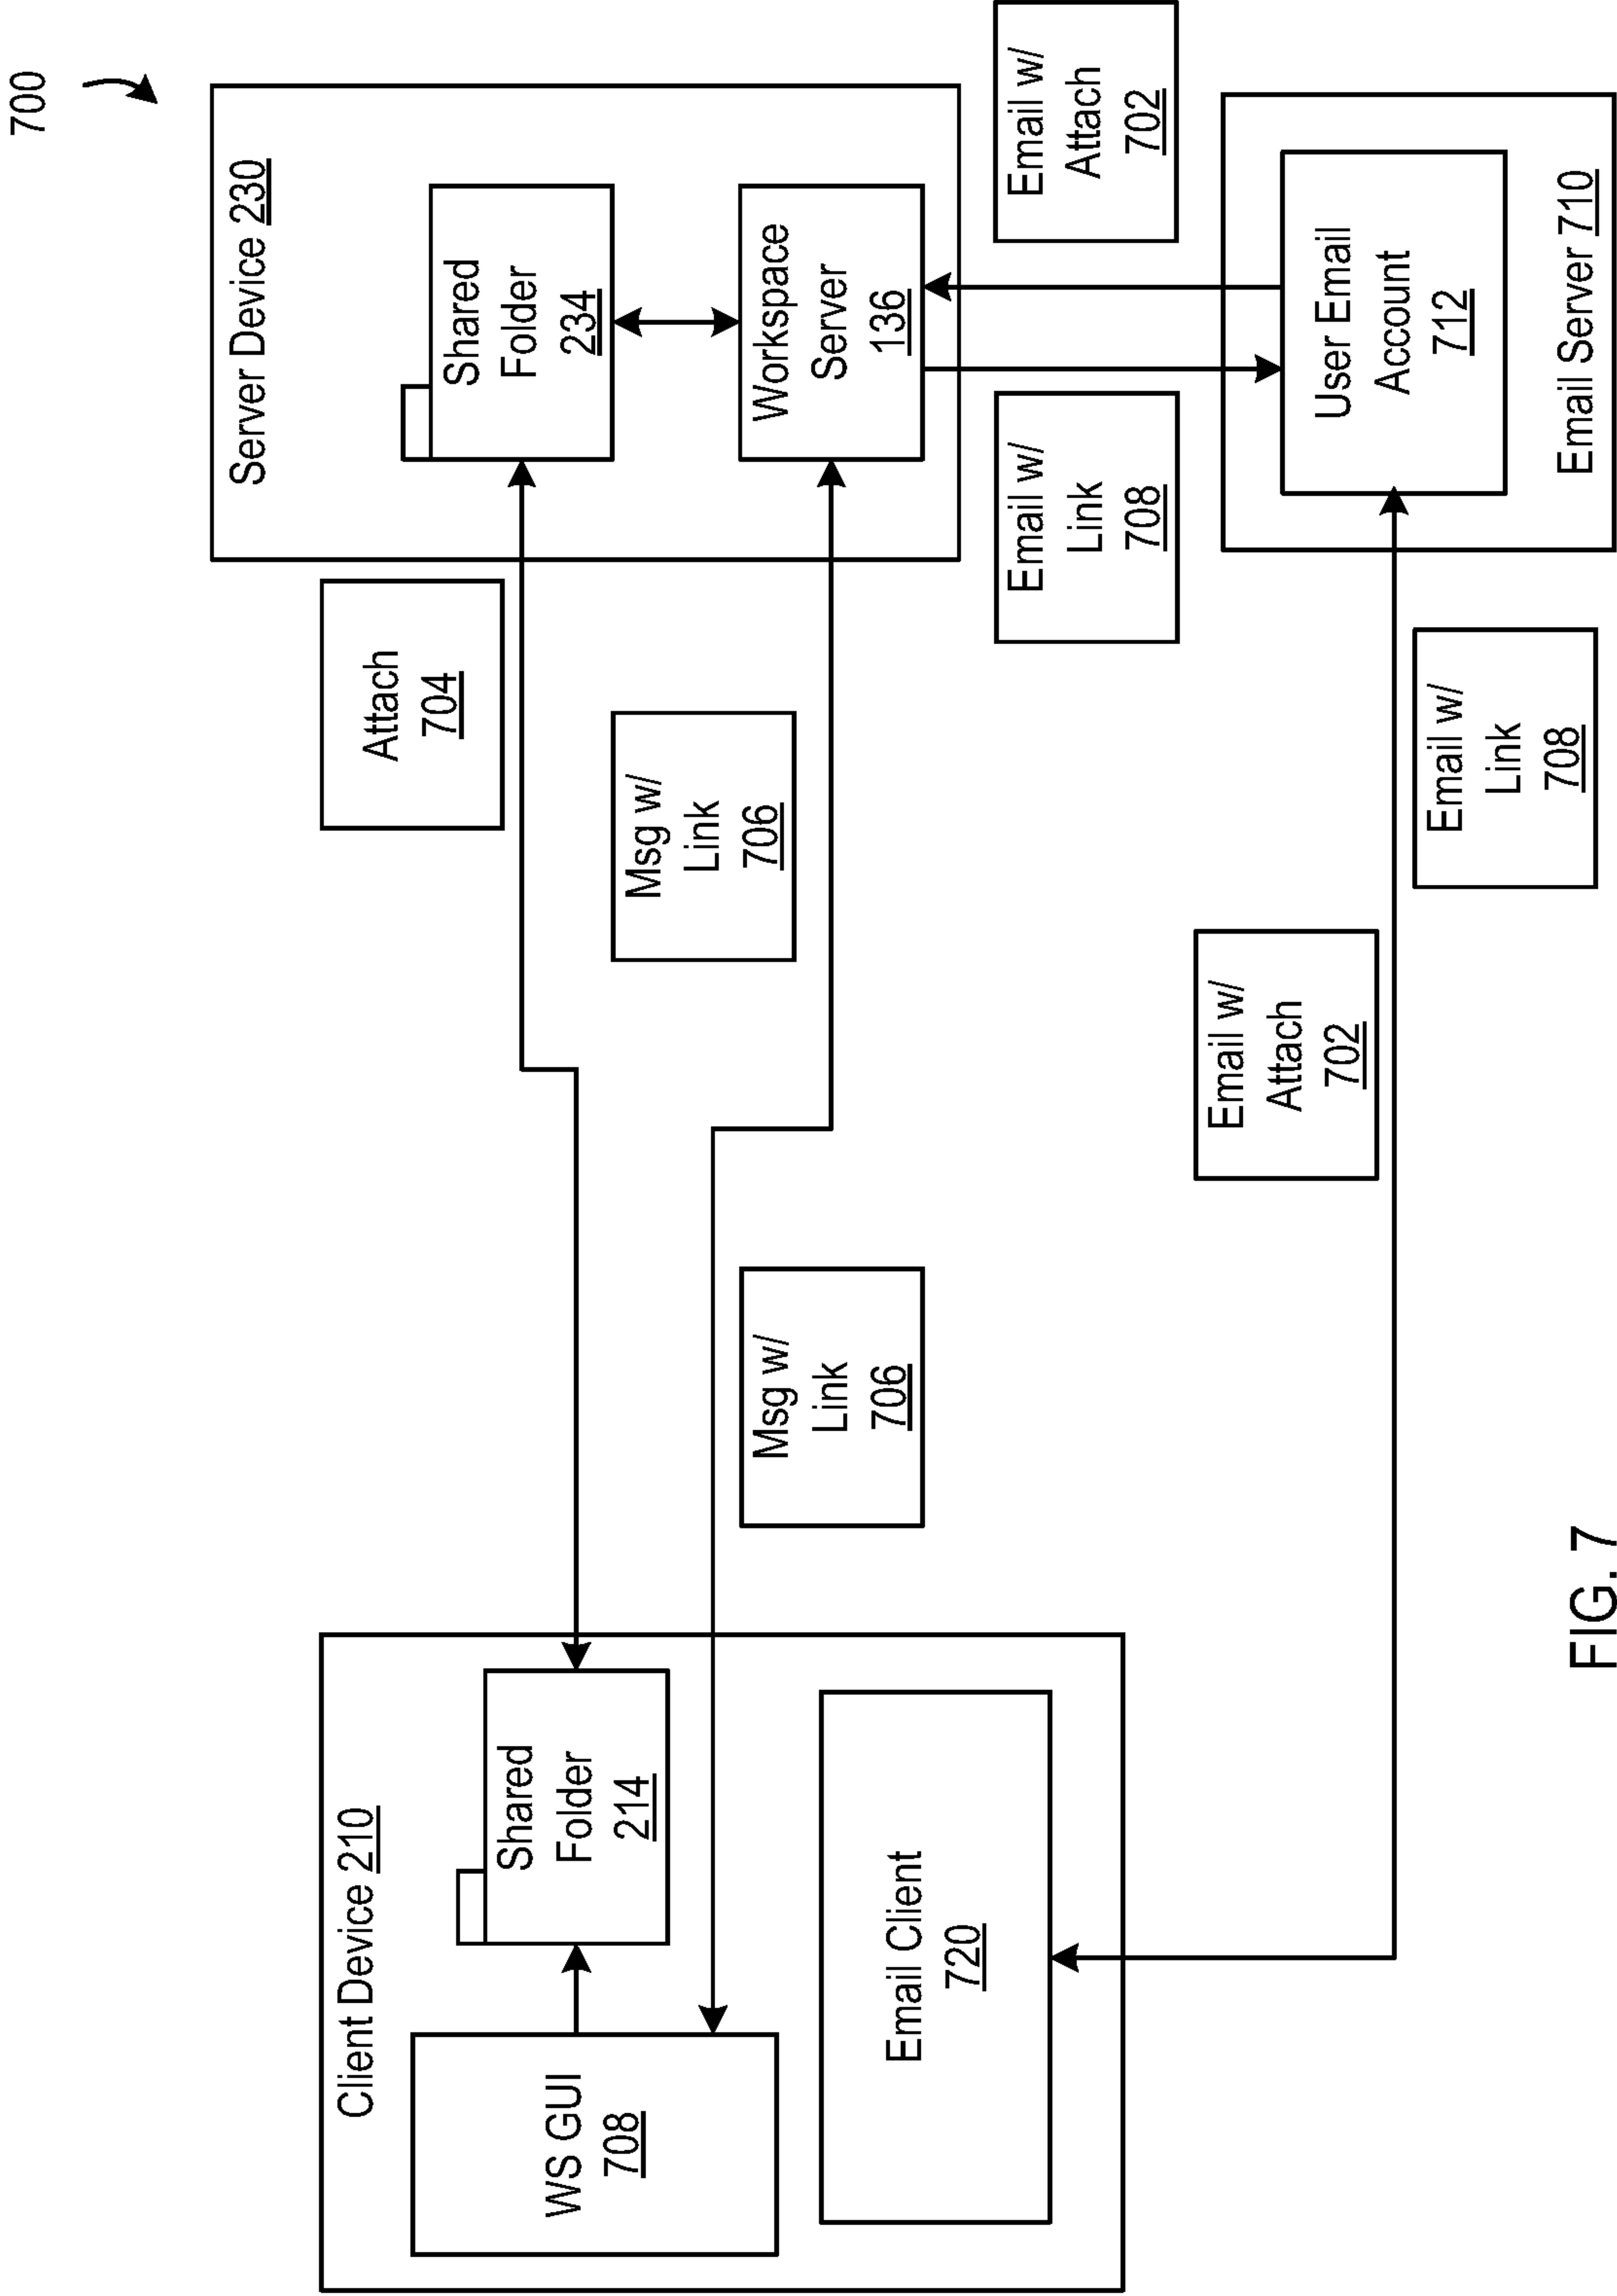 700
Client Device 210
WS GUI
708
Shared
Folder
214
Email Client
720
Attach
704
Msg w/
Link
706
Msg w/
Link
706
Server Device 230
Shared
Folder
234
Workspace
Server
136
Email w/
Link
708
Email w/
Attach
702
Email w/
Attach
702
Email w/
Link
708
User Email
Account
712
Email Server 710
FIG. 7